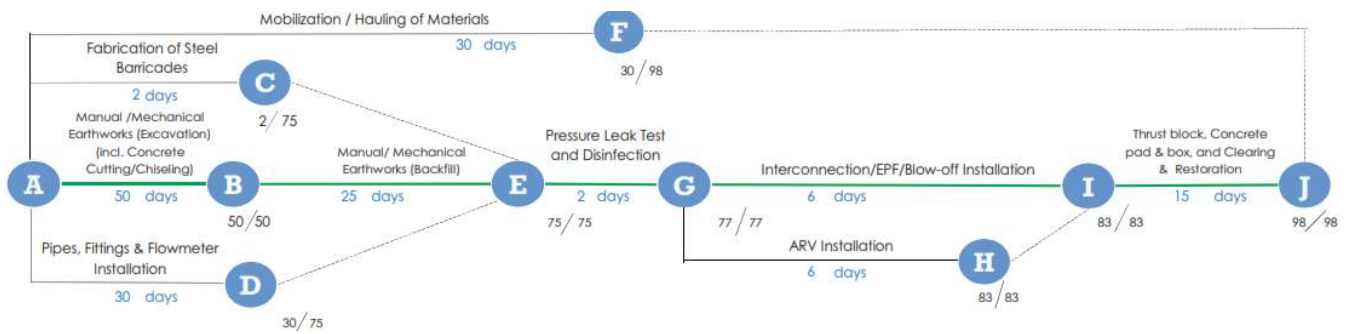 Mobilization / Hauling of Materials
30 days
F
30 / 98
Fabrication of Steel
Barricades
2 days
C
2 / 75
Manual /Mechanical
Earthworks (Excavation)
(incl. Concrete
Cutting/Chiseling)
50 days
A
B
50 / 50
Manual/ Mechanical
Earthworks (Backfill)
25 days
E
75 / 75
Pressure Leak Test
and Disinfection
2 days
G
77 / 77
Interconnection/EPF/Blow-off Installation
6 days
I
83 / 83
Thrust block, Concrete
pad & box, and Clearing
& Restoration
15 days
J
98 / 98
Pipes, Fittings & Flowmeter
Installation
30 days
D
30 / 75
ARV Installation
6 days
H
83 / 83